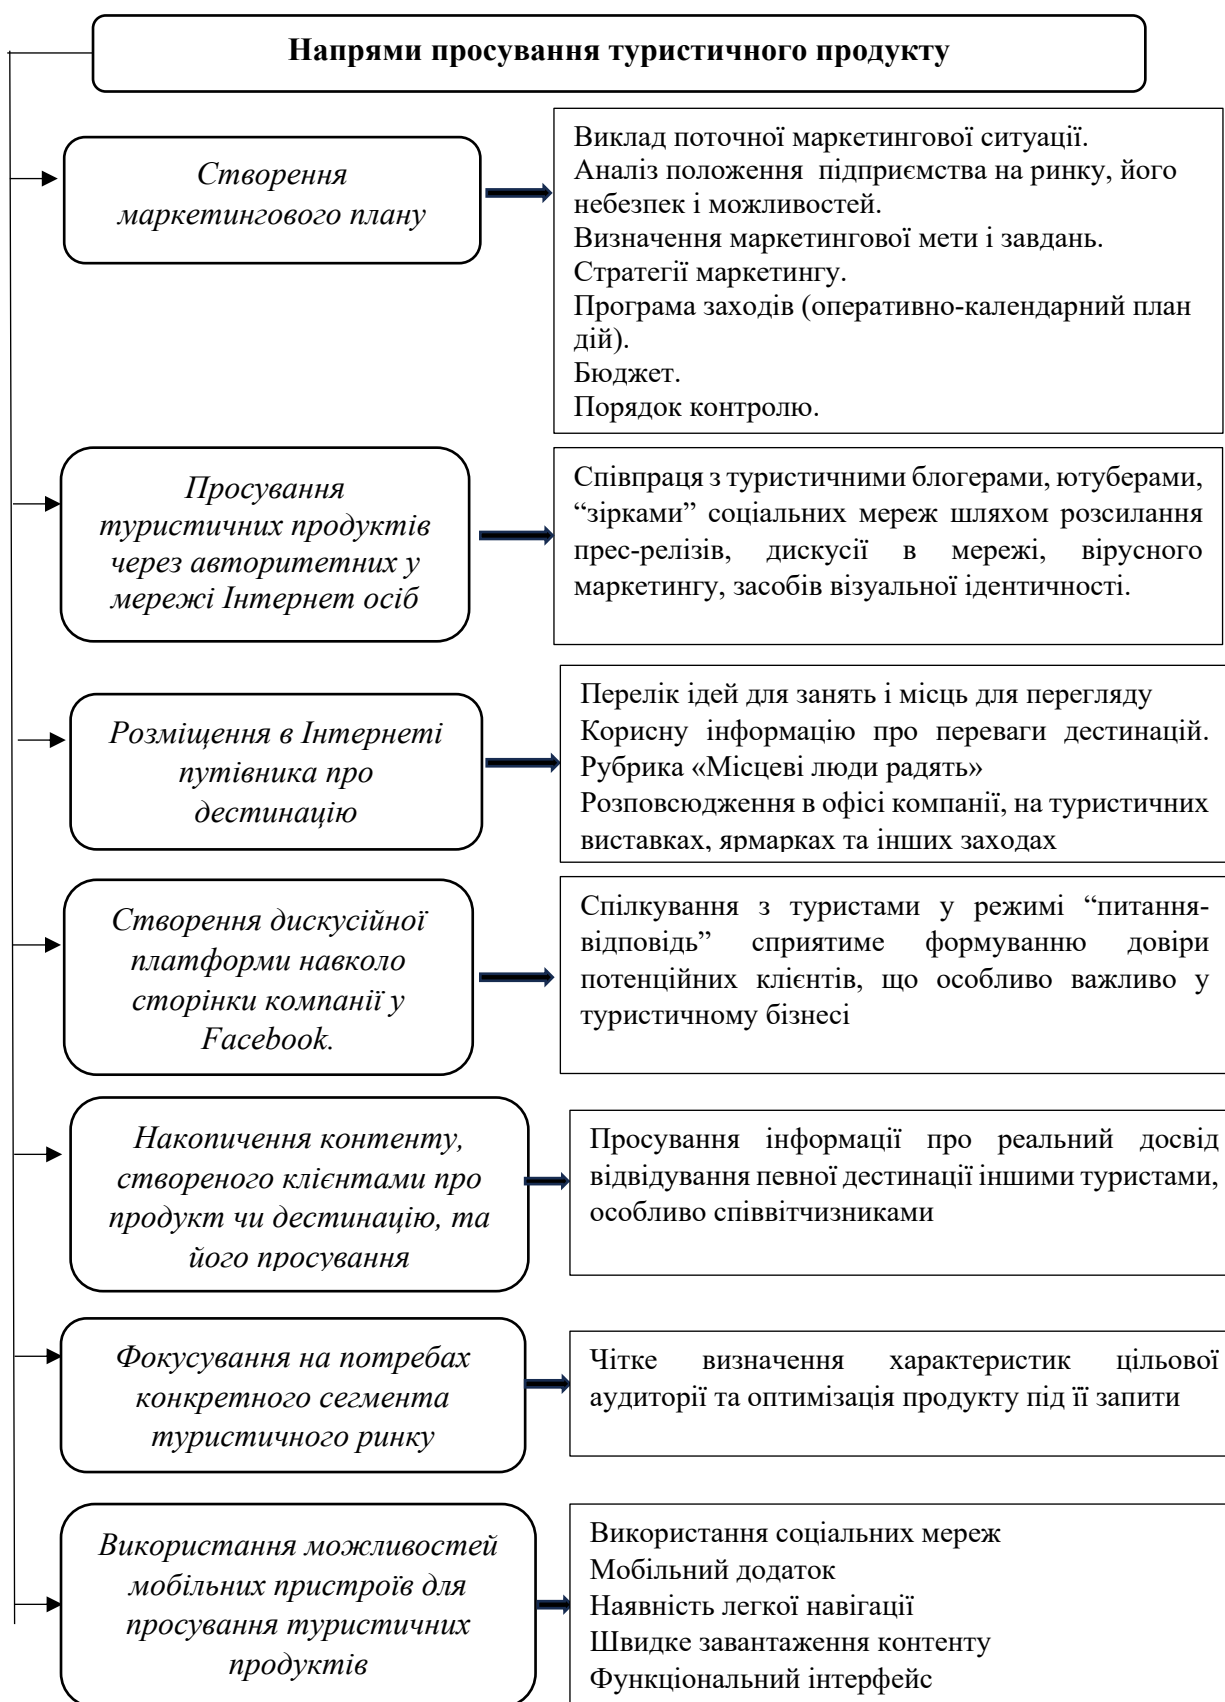 Напрями просування туристичного продукту
Створення
маркетингового плану
Виклад поточної маркетингової ситуації.
Аналіз положення підприємства на ринку, його
небезпек і можливостей.
Визначення маркетингової мети і завдань.
Стратегії маркетингу.
Програма заходів (оперативно-календарний план
дій).
Бюджет.
Порядок контролю.
Просування
туристичних продуктів
через авторитетних у
мережі Інтернет осіб
Співпраця з туристичними блогерами, ютуберами,
“зірками” соціальних мереж шляхом розсилання
прес-релізів, дискусії в мережі, вірусного
маркетингу, засобів візуальної ідентичності.
Розміщення в Інтернеті
путівника про
дестинацію
Перелік ідей для занять і місць для перегляду
Корисну інформацію про переваги дестинацій.
Рубрика «Місцеві люди радять»
Розповсюдження в офісі компанії, на туристичних
виставках, ярмарках та інших заходах
Створення дискусійної
платформи навколо
сторінки компанії у
Facebook.
Спілкування з туристами у режимі “питання-
відповідь” сприятиме формуванню довіри
потенційних клієнтів, що особливо важливо у
туристичному бізнесі
Накопичення контенту,
створеного клієнтами про
продукт чи дестинацію, та
його просування
Просування інформації про реальний досвід
відвідування певної дестинації іншими туристами,
особливо співвітчизниками
Фокусування на потребах
конкретного сегмента
туристичного ринку
Чітке визначення характеристик цільової
аудиторії та оптимізація продукту під її запити
Використання можливостей
мобільних пристроїв для
просування туристичних
продуктів
Використання соціальних мереж
Мобільний додаток
Наявність легкої навігації
Швидке завантаження контенту
Функціональний інтерфейс